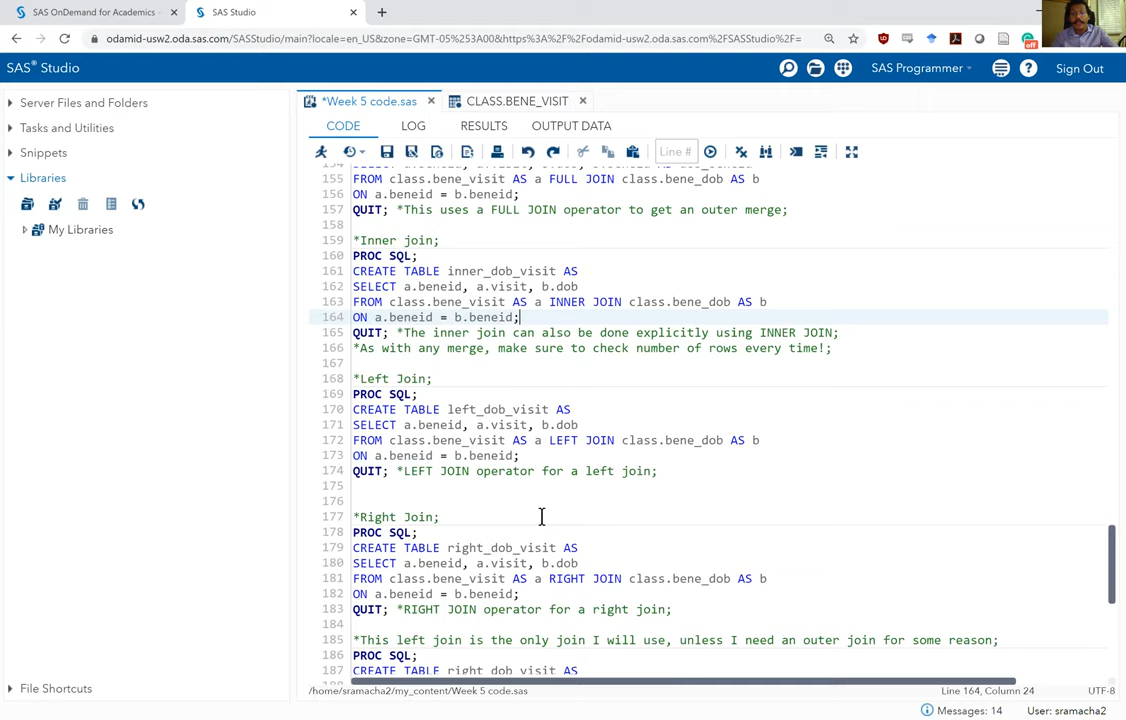 SAS OnDemand for Academics -
SAS Studio
odamid-usw2.oda.sas.com/SASStudio/main?locale=en_US&zone=GMT-05%253A00&https%3A%2F%2Fodamid-usw2.oda.sas.com%2FSASStudio%2F=
off
SAS® Studio
SAS Programmer
Sign Out
Server Files and Folders
Tasks and Utilities
Snippets
Libraries
My Libraries
File Shortcuts
*Week 5 code.sas
CLASS.BENE_VISIT
CODE
LOG
RESULTS
OUTPUT DATA
Line #
155 FROM class.bene_visit AS a FULL JOIN class.bene_dob AS b
156 ON a.beneid = b.beneid;
157 QUIT; *This uses a FULL JOIN operator to get an outer merge;
158
159 *Inner join;
160 PROC SQL;
161 CREATE TABLE inner_dob_visit AS
162 SELECT a.beneid, a.visit, b.dob
163 FROM class.bene_visit AS a INNER JOIN class.bene_dob AS b
164 ON a.beneid = b.beneid;
165 QUIT; *The inner join can also be done explicitly using INNER JOIN;
166 *As with any merge, make sure to check number of rows every time!;
167
168 *Left Join;
169 PROC SQL;
170 CREATE TABLE left_dob_visit AS
171 SELECT a.beneid, a.visit, b.dob
172 FROM class.bene_visit AS a LEFT JOIN class.bene_dob AS b
173 ON a.beneid = b.beneid;
174 QUIT; *LEFT JOIN operator for a left join;
175
176
177 *Right Join;
178 PROC SQL;
179 CREATE TABLE right_dob_visit AS
180 SELECT a.beneid, a.visit, b.dob
181 FROM class.bene_visit AS a RIGHT JOIN class.bene_dob AS b
182 ON a.beneid = b.beneid;
183 QUIT; *RIGHT JOIN operator for a right join;
184
185 *This left join is the only join I will use, unless I need an outer join for some reason;
186 PROC SQL;
187 CREATE TABLE right_dob_visit AS
/home/sramacha2/my_content/Week 5 code.sas
Line 164, Column 24
UTF-8
Messages: 14
User: sramacha2